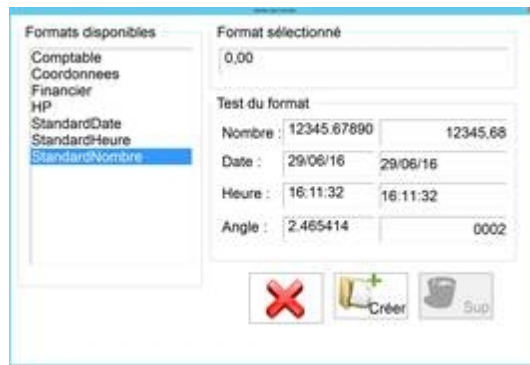 Formats disponibles
Comptable
Coordonnees
Financier
HP
StandardDate
StandardHeure
StandardNombre
Format sélectionné
0,00
Test du format
Nombre : 12345.67890 12345,68
Date : 29/06/16 29/06/16
Heure : 16:11:32 16:11:32
Angle : 2.465414 0002
Créer
Sup